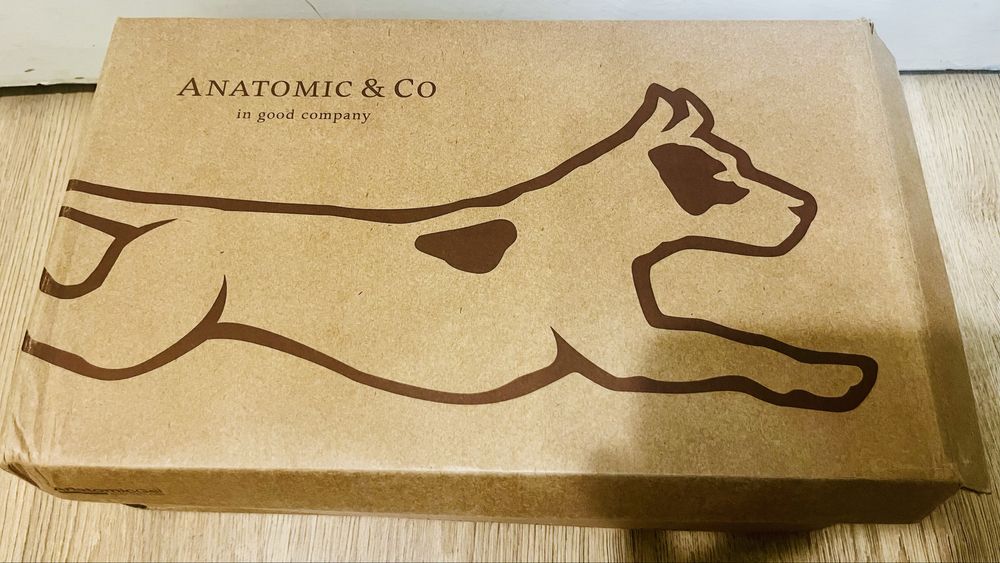 ANATOMIC & CO
in good company